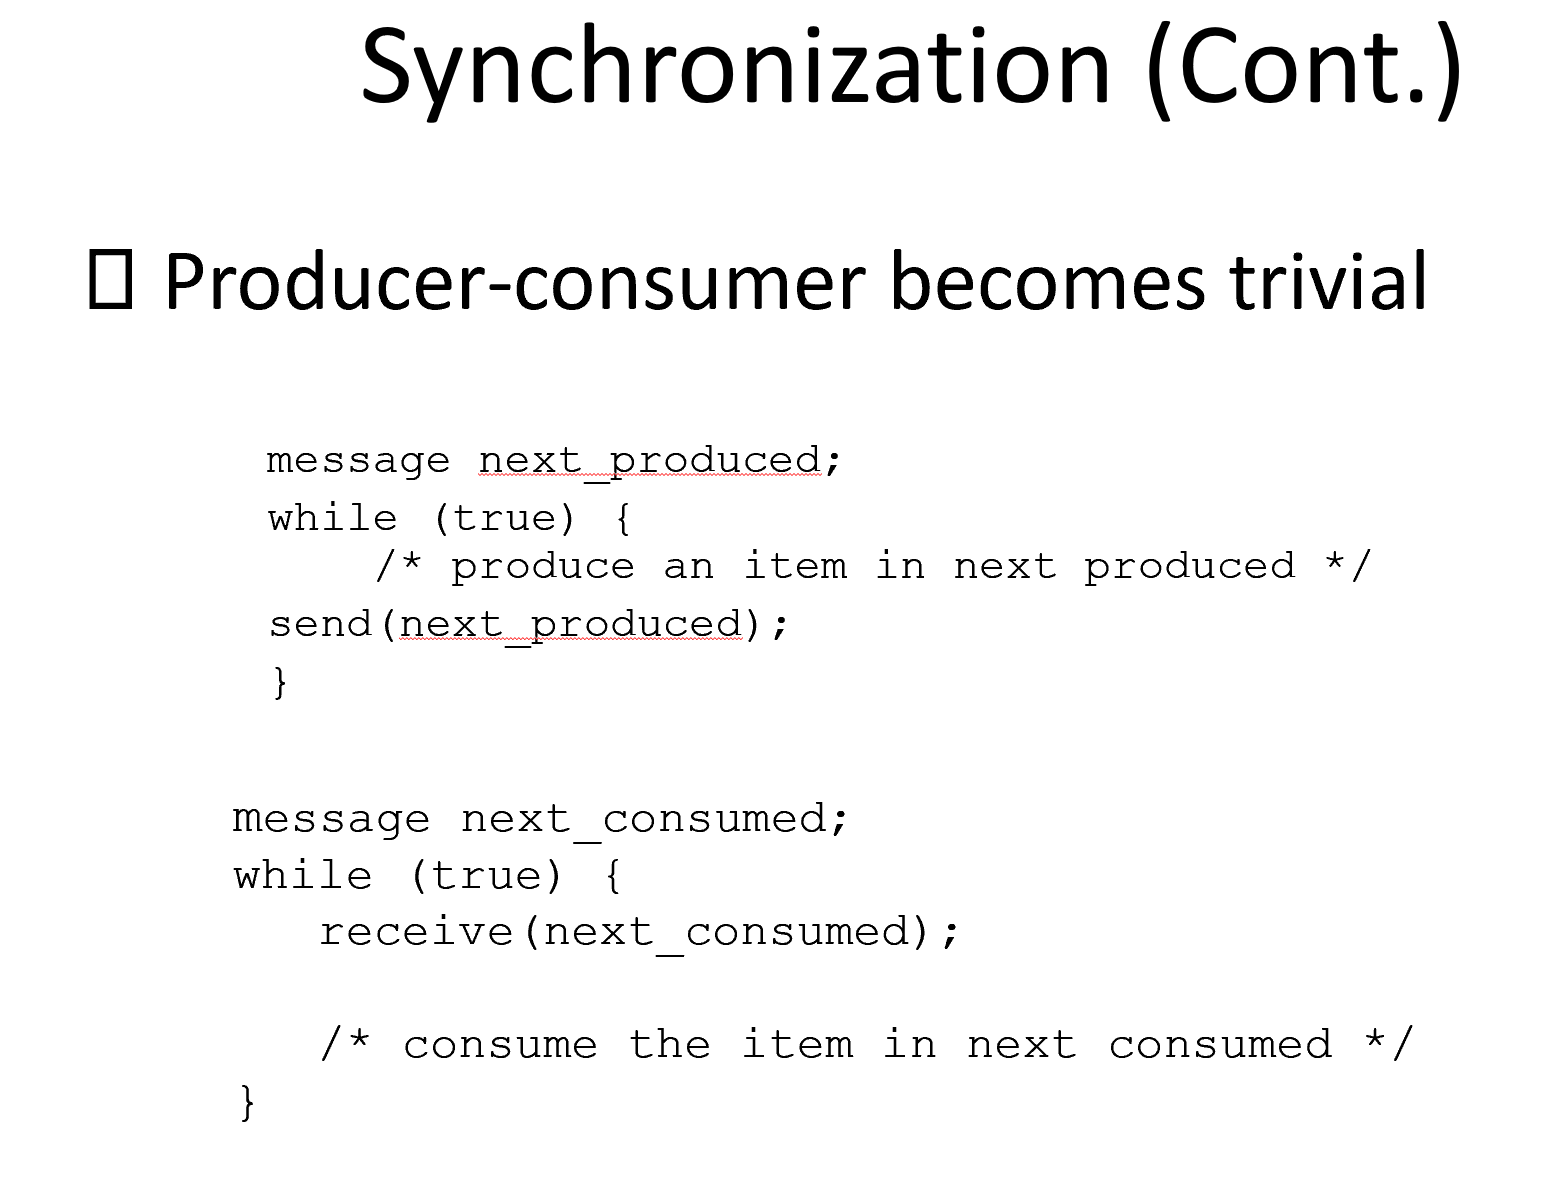 Synchronization (Cont.)
Producer-consumer becomes trivial
message next_produced;
while (true) {
/* produce an item in next produced */
send(next_produced);
}
message next_consumed;
while (true) {
receive(next_consumed);
/* consume the item in next consumed */
}